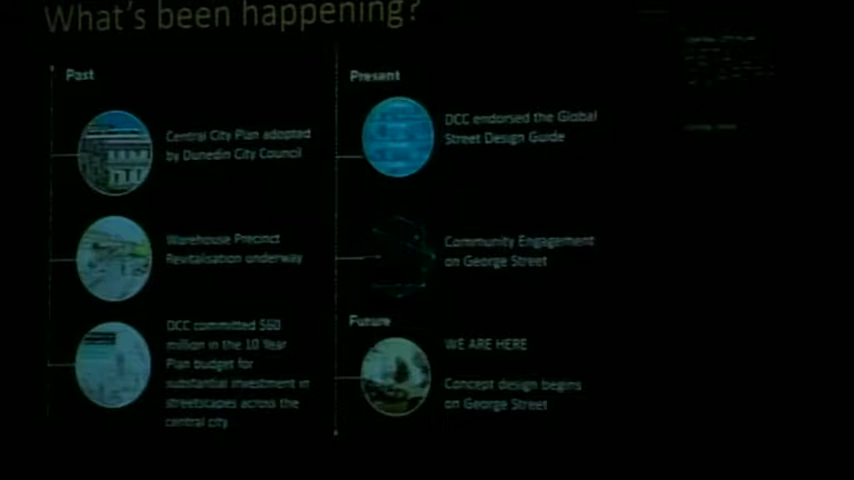 What's been happening?
Past
Central City Plan adopted
by Dunedin City Council
Warehouse Precinct
Revitalisation underway
DCC committed $60
million in the 10 Year
Plan budget for
substantial investment in
streetscapes across the
central city
Present
DCC endorsed the Global
Street Design Guide
Community Engagement
on George Street
Future
WE ARE HERE
Concept design begins
on George Street